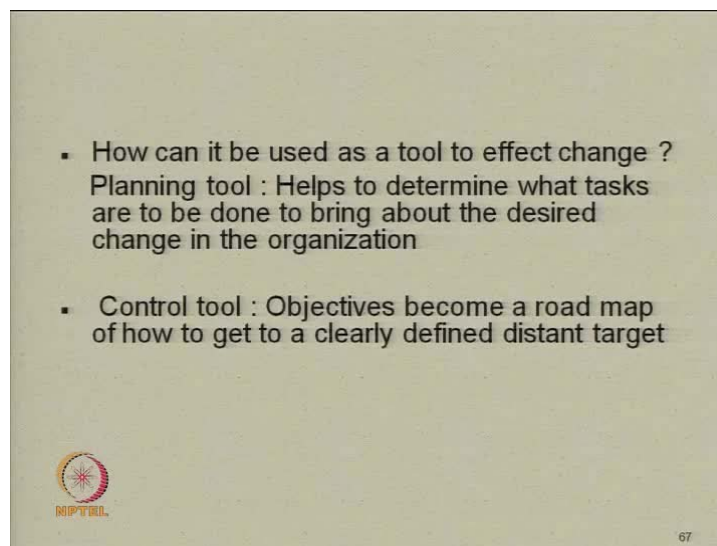 ▪ How can it be used as a tool to effect change ?
Planning tool : Helps to determine what tasks
are to be done to bring about the desired
change in the organization
▪ Control tool : Objectives become a road map
of how to get to a clearly defined distant target
NPTEL
67